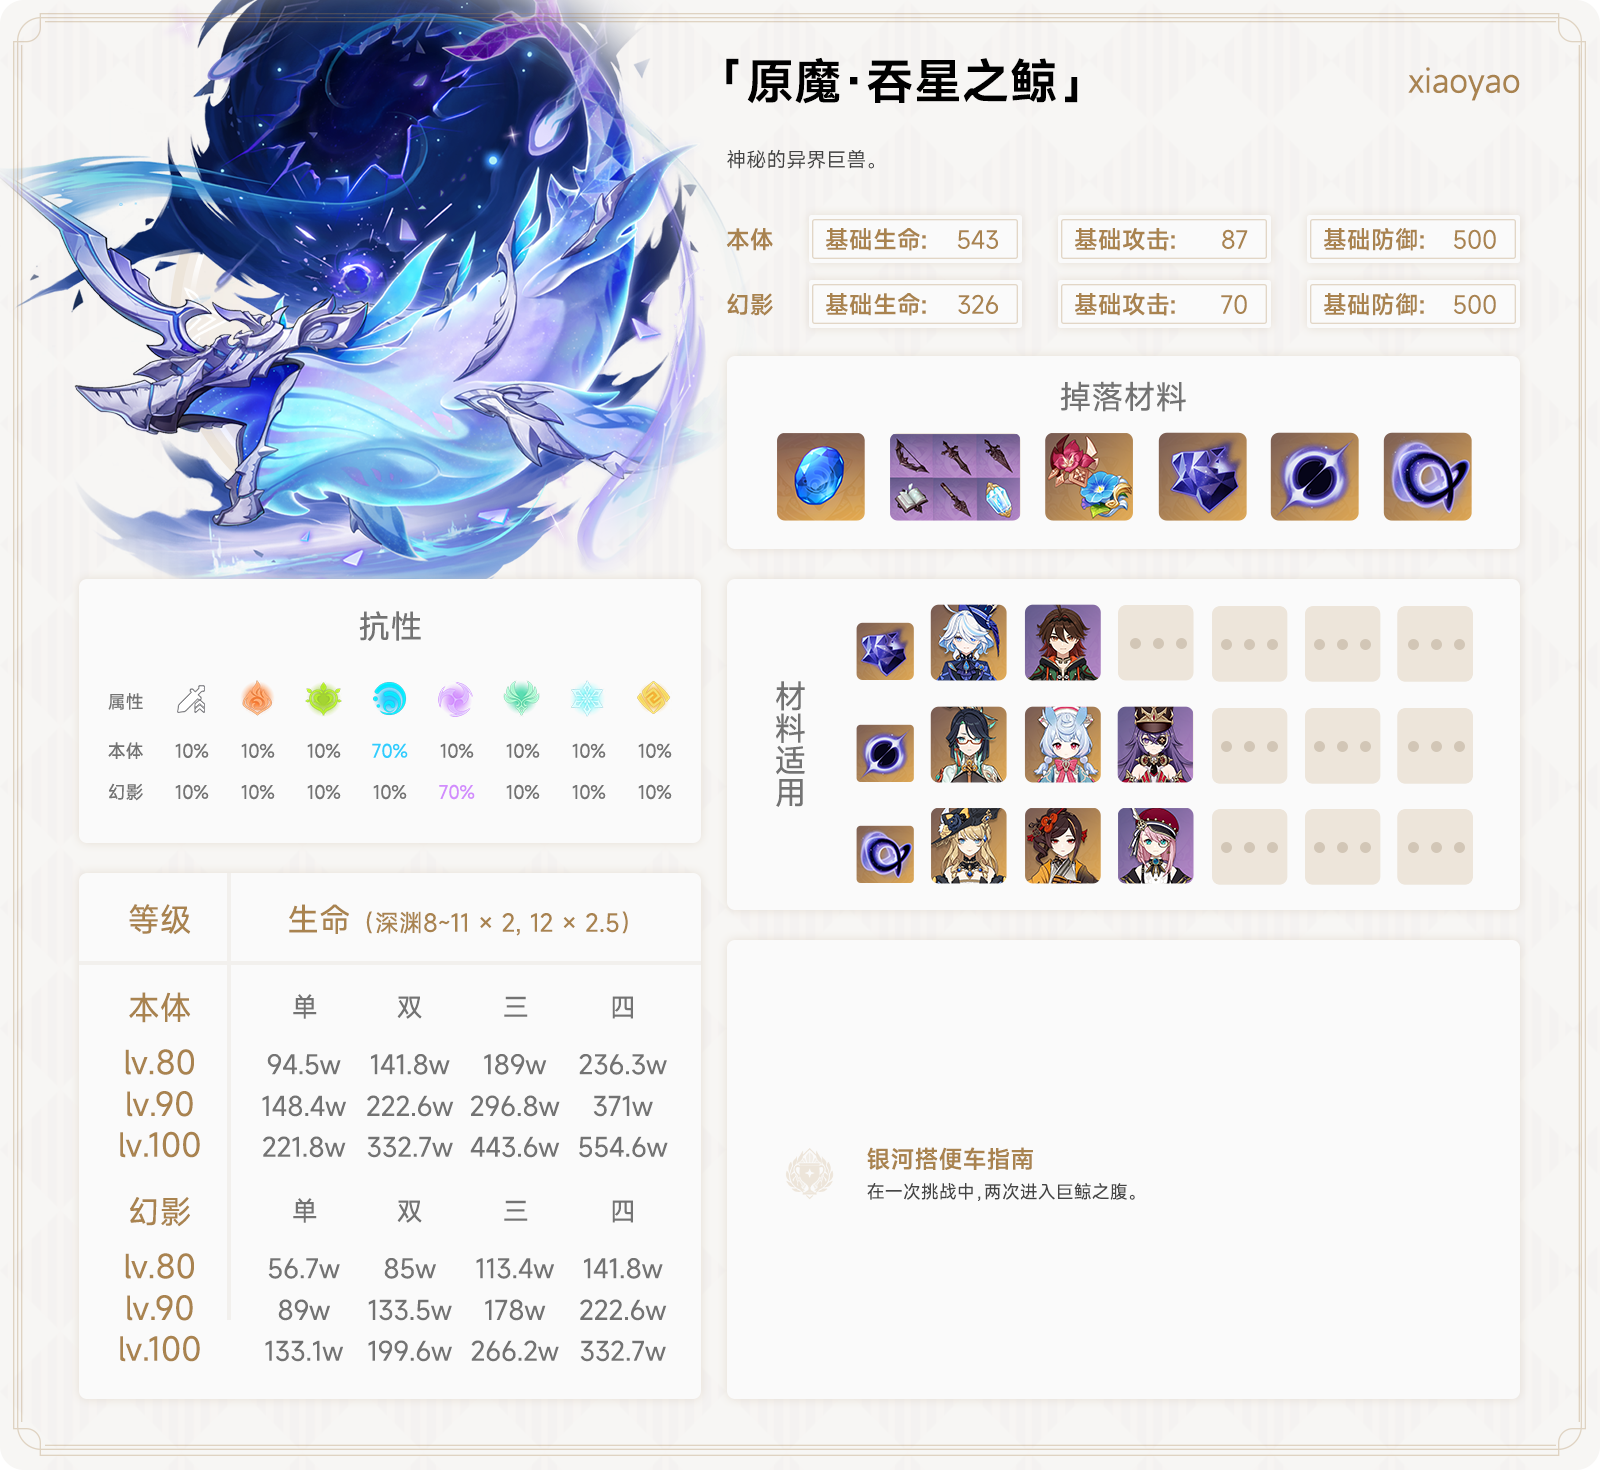 「原魔·吞星之鲸」
xiaoyao
神秘的异界巨兽。
本体 基础生命: 543 基础攻击: 87 基础防御: 500
幻影 基础生命: 326 基础攻击: 70 基础防御: 500
掉落材料
抗性
属性
本体 10% 10% 10% 70% 10% 10% 10% 10%
幻影 10% 10% 10% 10% 70% 10% 10% 10%
材料适用
等级 生命（深渊8~11 × 2, 12 × 2.5）
本体 单 双 三 四
lv.80 94.5w 141.8w 189w 236.3w
lv.90 148.4w 222.6w 296.8w 371w
lv.100 221.8w 332.7w 443.6w 554.6w
幻影 单 双 三 四
lv.80 56.7w 85w 113.4w 141.8w
lv.90 89w 133.5w 178w 222.6w
lv.100 133.1w 199.6w 266.2w 332.7w
银河搭便车指南
在一次挑战中,两次进入巨鲸之腹。